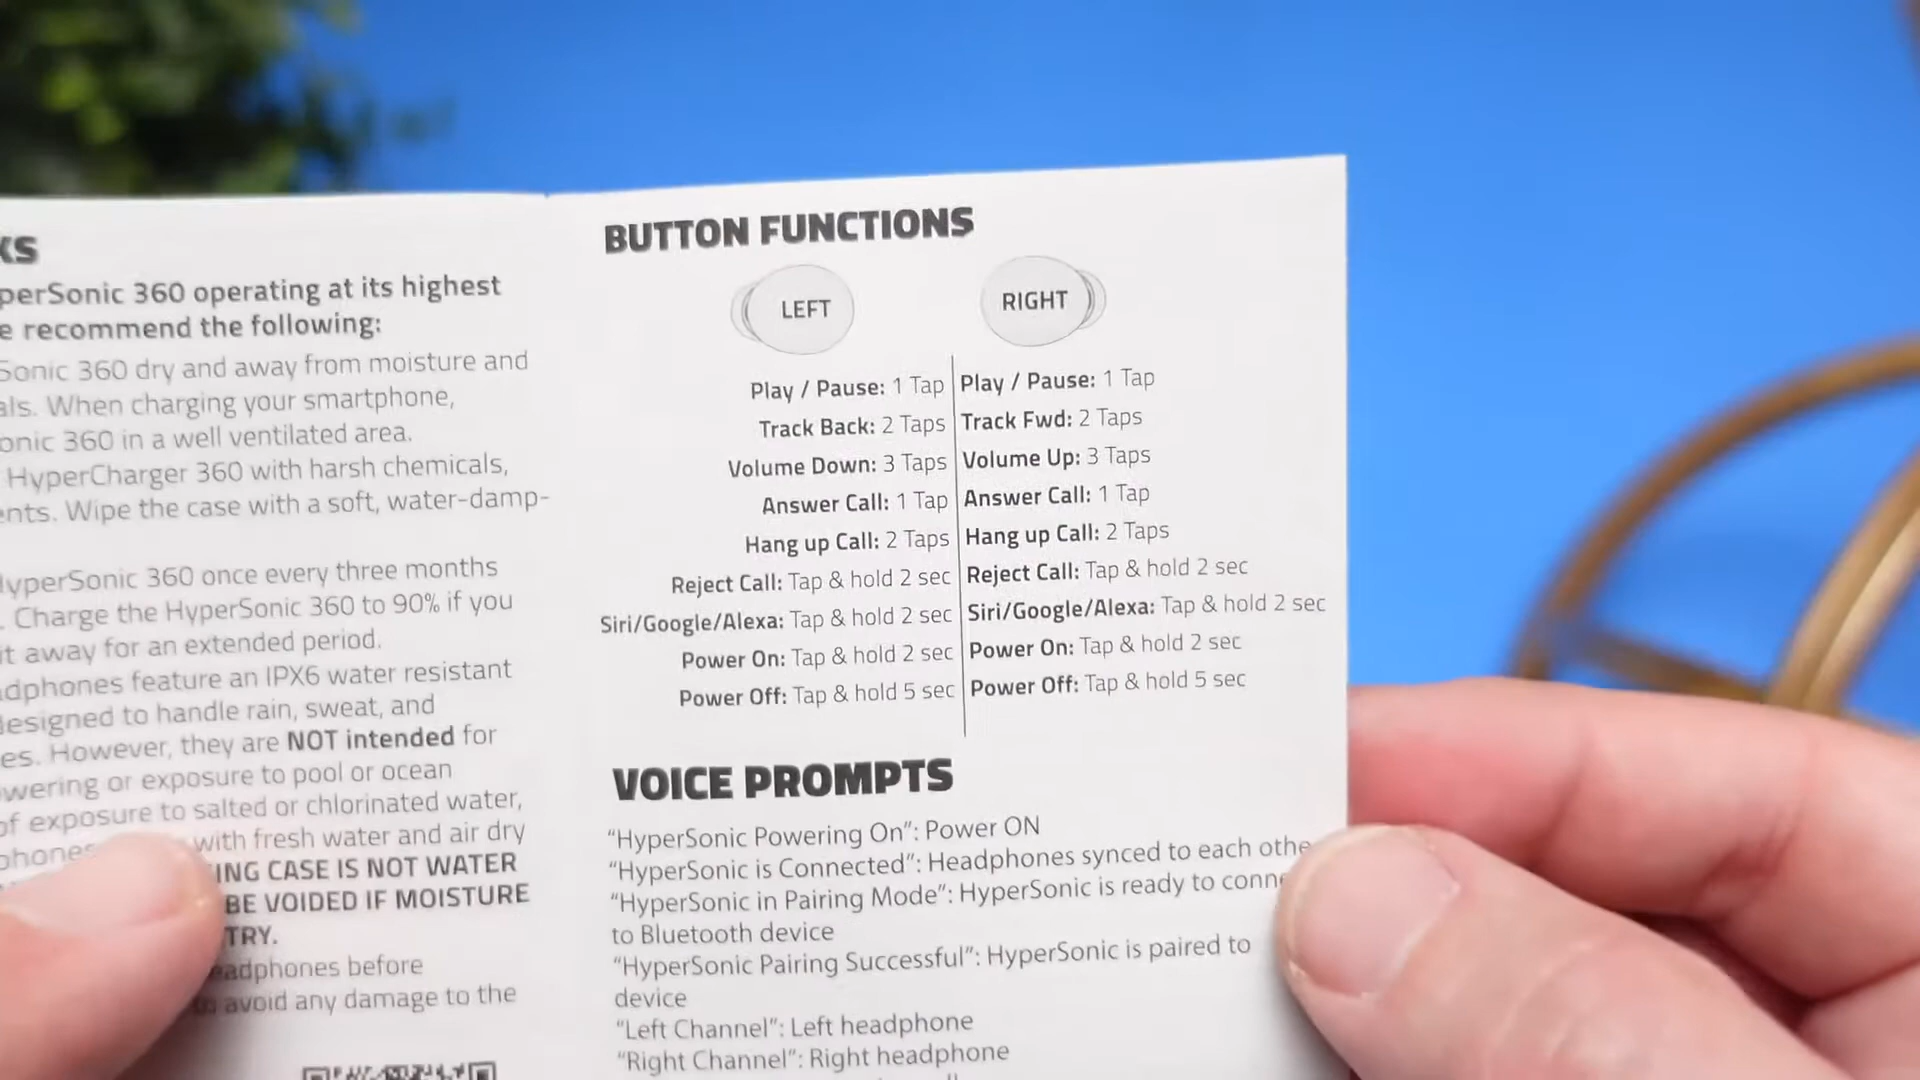 KS
perSonic 360 operating at its highest
e recommend the following:
Sonic 360 dry and away from moisture and
als. When charging your smartphone,
onic 360 in a well ventilated area.
HyperCharger 360 with harsh chemicals,
ents. Wipe the case with a soft, water-damp-
HyperSonic 360 once every three months
. Charge the HyperSonic 360 to 90% if you
it away for an extended period.
adphones feature an IPX6 water resistant
designed to handle rain, sweat, and
es. However, they are NOT intended for
wering or exposure to pool or ocean
of exposure to salted or chlorinated water,
phones with fresh water and air dry
ING CASE IS NOT WATER
BE VOIDED IF MOISTURE
TRY.
eadphones before
to avoid any damage to the
BUTTON FUNCTIONS
LEFT RIGHT
Play / Pause: 1 Tap Play / Pause: 1 Tap
Track Back: 2 Taps Track Fwd: 2 Taps
Volume Down: 3 Taps Volume Up: 3 Taps
Answer Call: 1 Tap Answer Call: 1 Tap
Hang up Call: 2 Taps Hang up Call: 2 Taps
Reject Call: Tap & hold 2 sec Reject Call: Tap & hold 2 sec
Siri/Google/Alexa: Tap & hold 2 sec Siri/Google/Alexa: Tap & hold 2 sec
Power On: Tap & hold 2 sec Power On: Tap & hold 2 sec
Power Off: Tap & hold 5 sec Power Off: Tap & hold 5 sec
VOICE PROMPTS
“HyperSonic Powering On”: Power ON
“HyperSonic is Connected”: Headphones synced to each othe
“HyperSonic in Pairing Mode”: HyperSonic is ready to conne
to Bluetooth device
“HyperSonic Pairing Successful”: HyperSonic is paired to
device
“Left Channel”: Left headphone
“Right Channel”: Right headphone